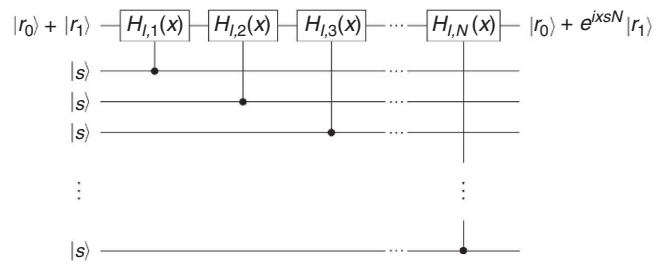 |r₀⟩ + |r₁⟩ H_{I,1}(x) H_{I,2}(x) H_{I,3}(x) ... H_{I,N}(x) |r₀⟩ + e^{ixsN}|r₁⟩
|s⟩ ...
|s⟩ ...
|s⟩ ...
⋮ ⋮
|s⟩ ...